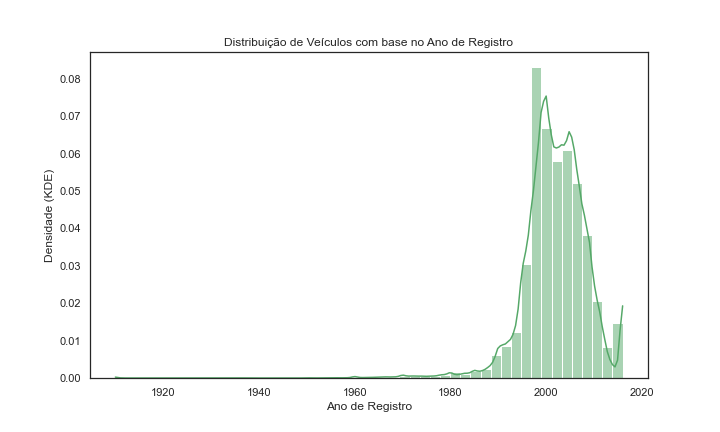 Distribuição de Veículos com base no Ano de Registro
Densidade (KDE)
0.08
0.07
0.06
0.05
0.04
0.03
0.02
0.01
0.00
1920 1940 1960 1980 2000 2020
Ano de Registro